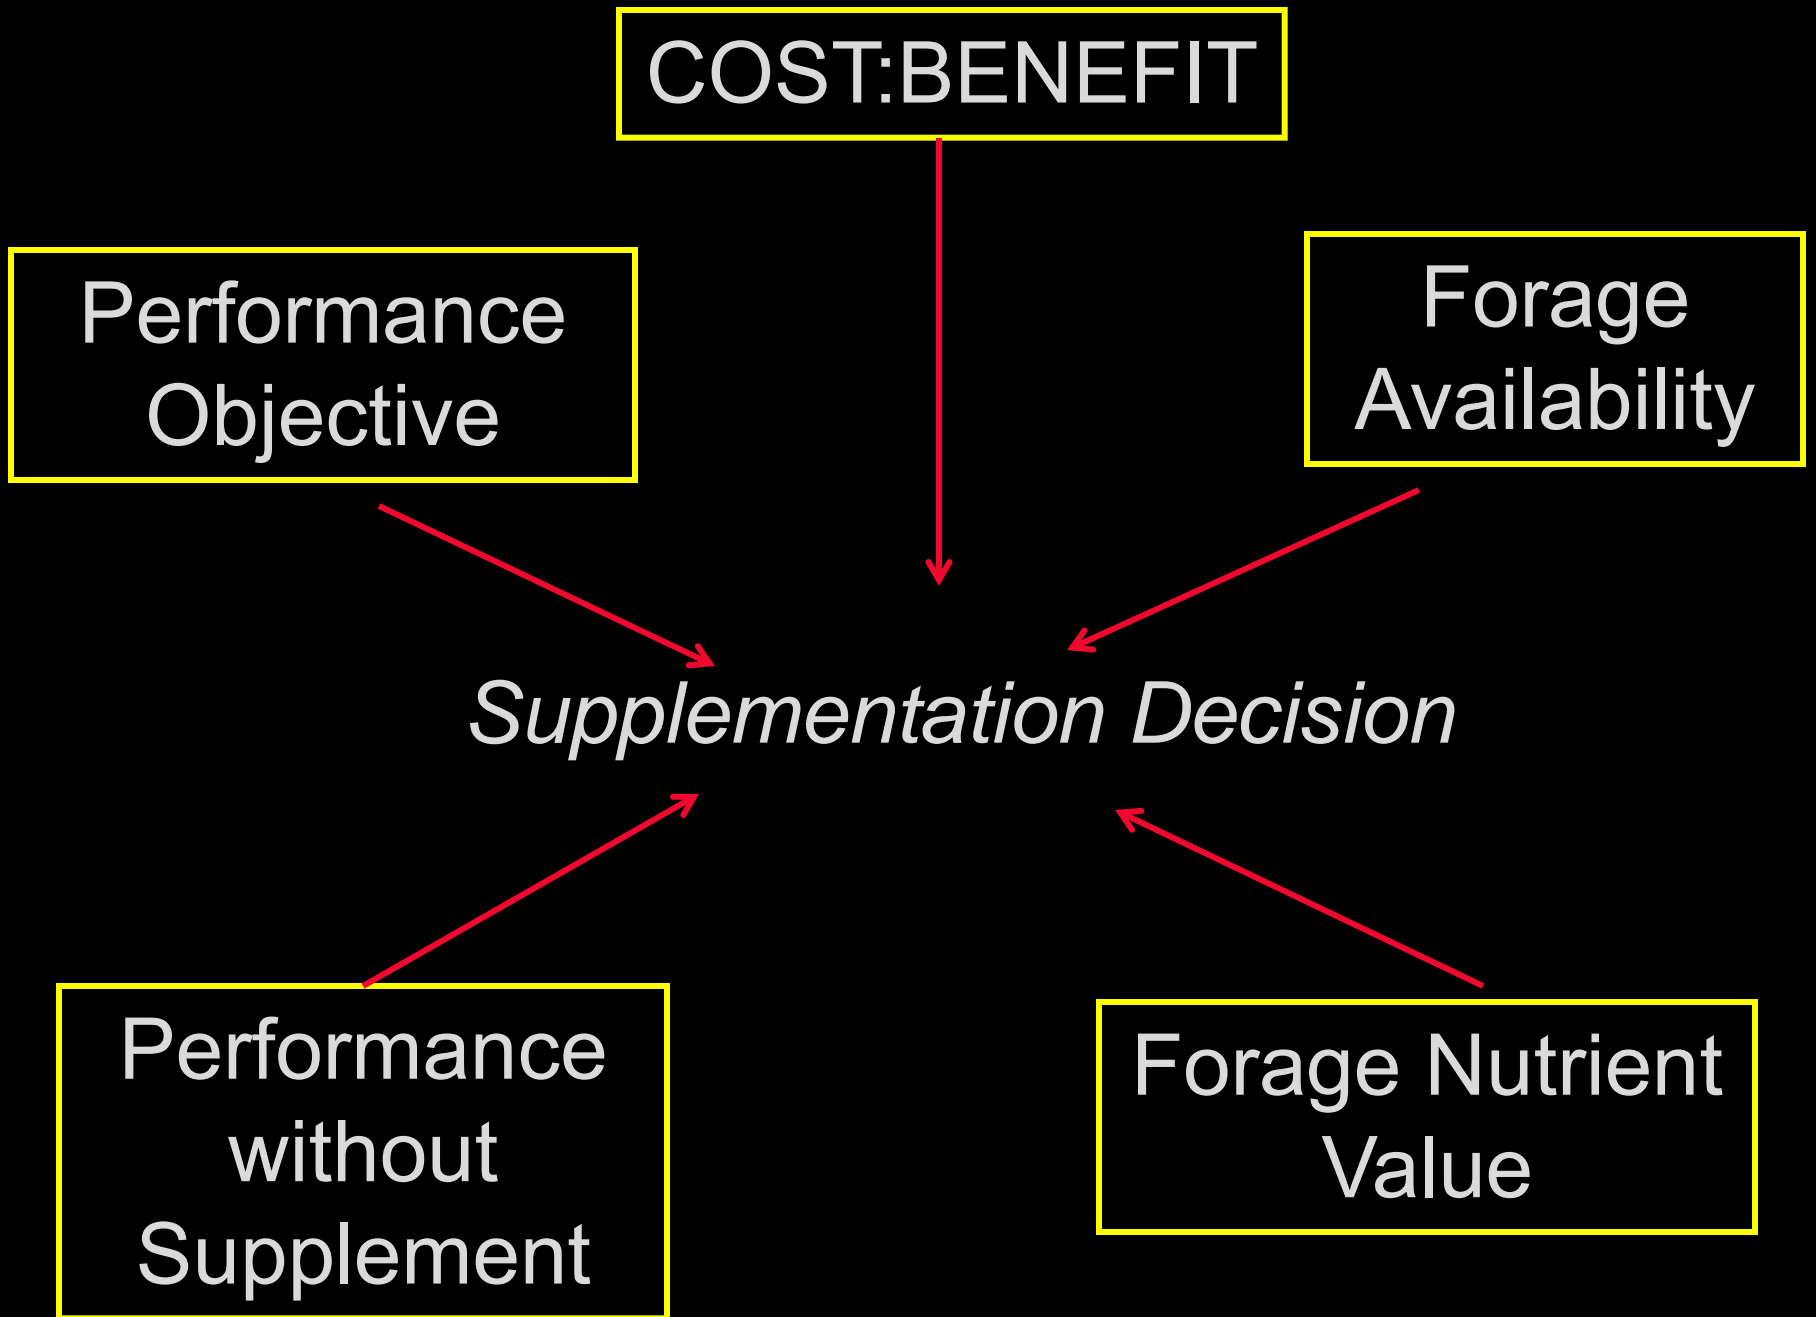 COST:BENEFIT
Performance
Objective
Forage
Availability
Supplementation Decision
Performance
without
Supplement
Forage Nutrient
Value